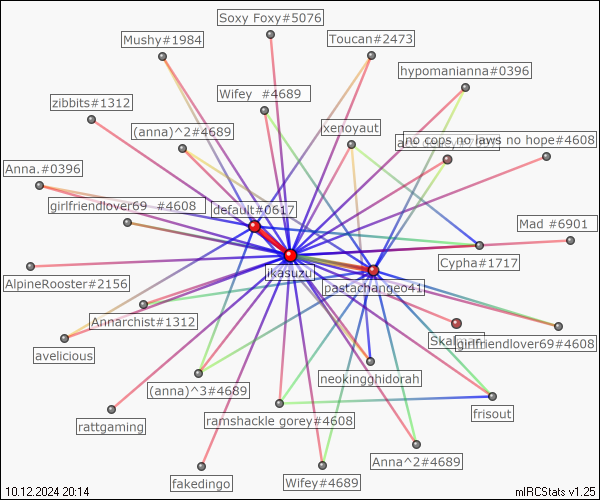 Soxy Foxy#5076
Mushy#1984
Toucan#2473
hypomanianna#0396
Wifey #4689
zibbits#1312
xenoyaut
(anna)^2#4689
no cops no laws no hope#4608
Anna.#0396
girlfriendlover69 #4608
default#0617
Mad #6901
Cypha#1717
ikasuzu
pastachangeo41
AlpineRooster#2156
Annarchist#1312
girlfriendlover69#4608
avelicious
neokingghidorah
(anna)^3#4689
ramshackle gorey#4608
frisout
rattgaming
Anna^2#4689
fakedingo
Wifey#4689
10.12.2024 20:14
mIRCStats v1.25